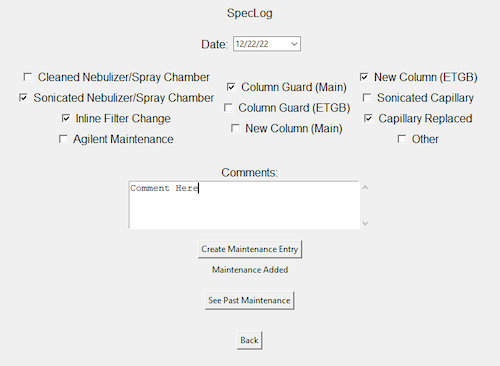 SpecLog
Date: 12/22/22
Cleaned Nebulizer/Spray Chamber
Sonicated Nebulizer/Spray Chamber
Inline Filter Change
Agilent Maintenance
Column Guard (Main)
Column Guard (ETGB)
New Column (Main)
New Column (ETGB)
Sonicated Capillary
Capillary Replaced
Other
Comments:
Comment Here
Create Maintenance Entry
Maintenance Added
See Past Maintenance
Back